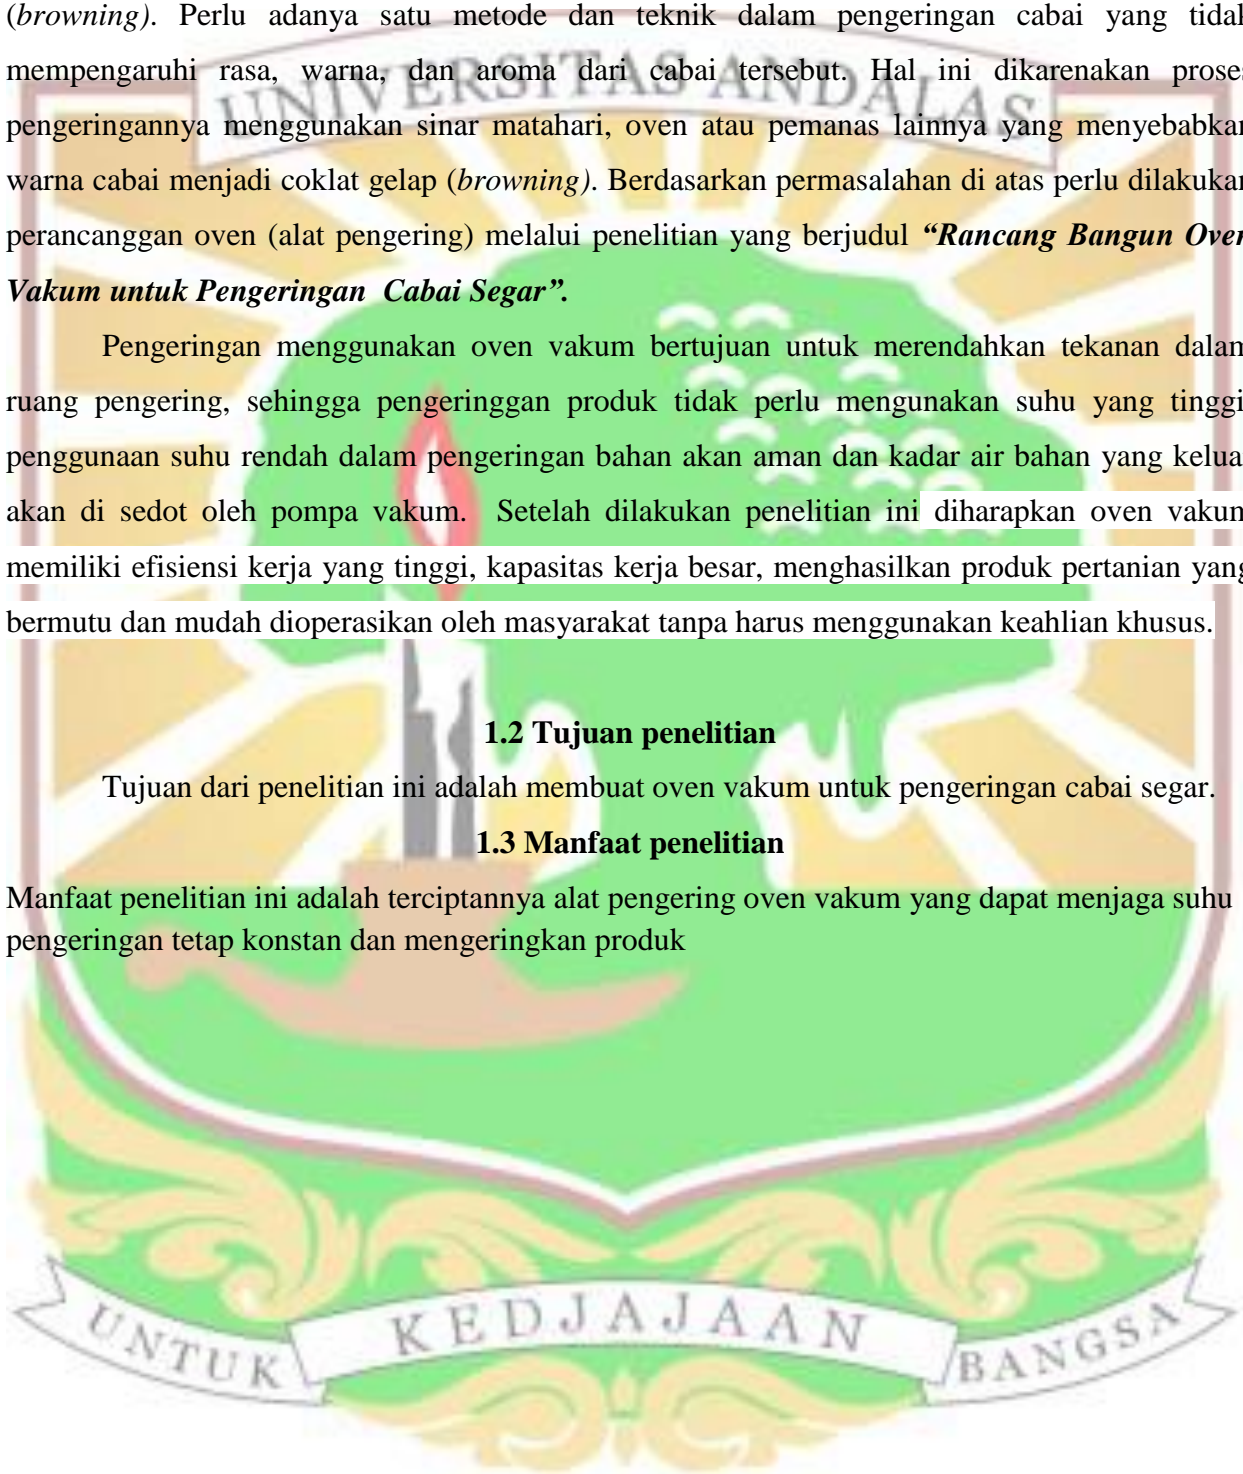 (browning). Perlu adanya satu metode dan teknik dalam pengeringan cabai yang tidak
mempengaruhi rasa, warna, dan aroma dari cabai tersebut. Hal ini dikarenakan proses
UNIVERSITAS ANDALAS
pengeringannya menggunakan sinar matahari, oven atau pemanas lainnya yang menyebabkan
warna cabai menjadi coklat gelap (browning). Berdasarkan permasalahan di atas perlu dilakukan
perancanggan oven (alat pengering) melalui penelitian yang berjudul “Rancang Bangun Oven
Vakum untuk Pengeringan Cabai Segar”.
Pengeringan menggunakan oven vakum bertujuan untuk merendahkan tekanan dalam
ruang pengering, sehingga pengeringgan produk tidak perlu mengunakan suhu yang tinggi
penggunaan suhu rendah dalam pengeringan bahan akan aman dan kadar air bahan yang keluar
akan di sedot oleh pompa vakum. Setelah dilakukan penelitian ini diharapkan oven vakum
memiliki efisiensi kerja yang tinggi, kapasitas kerja besar, menghasilkan produk pertanian yang
bermutu dan mudah dioperasikan oleh masyarakat tanpa harus menggunakan keahlian khusus.
1.2 Tujuan penelitian
Tujuan dari penelitian ini adalah membuat oven vakum untuk pengeringan cabai segar.
1.3 Manfaat penelitian
Manfaat penelitian ini adalah terciptannya alat pengering oven vakum yang dapat menjaga suhu
pengeringan tetap konstan dan mengeringkan produk
UNTUK KEDJAJAAN BANGSA